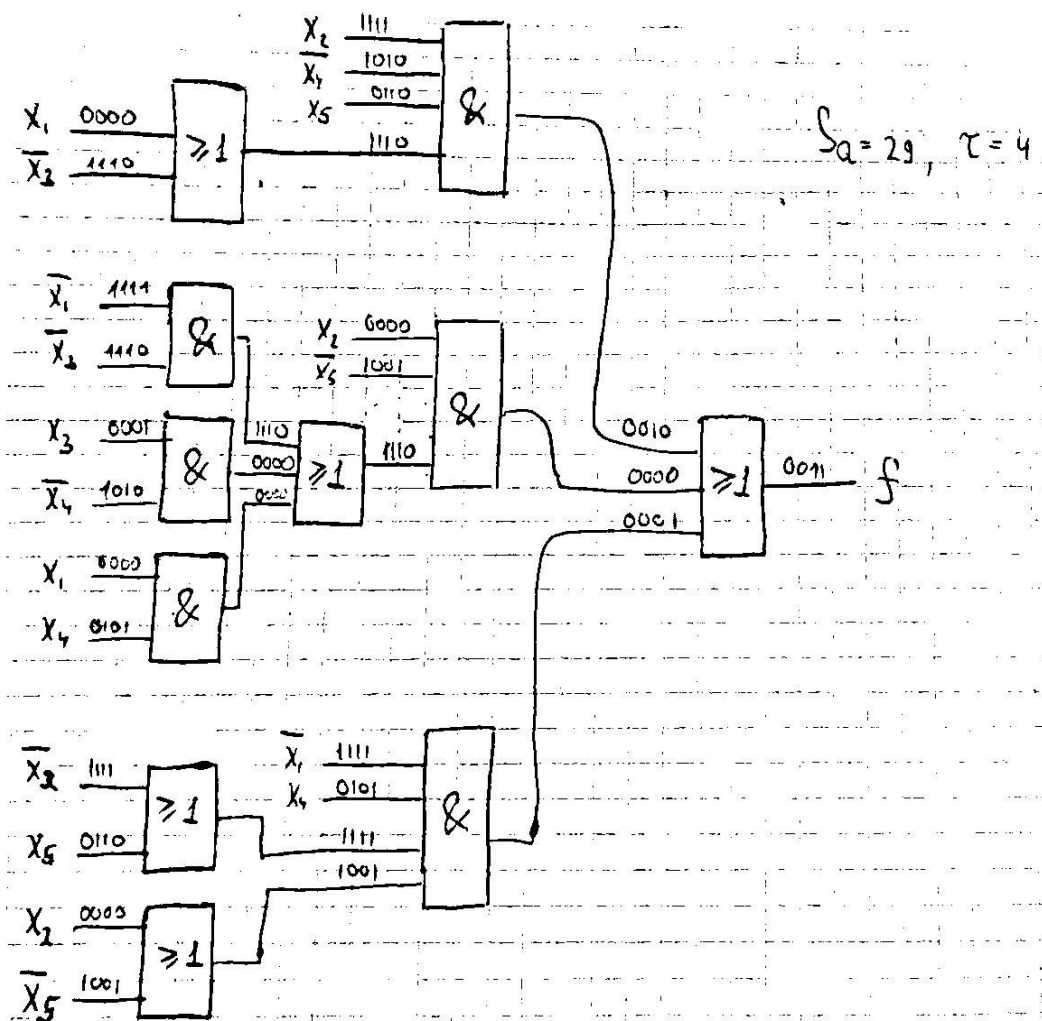 X₂ 1111
X̅₄ 1010
X₅ 0110
1110
&
X₁ 0000
X̅₃ 1110
≥1
Sa = 29, τ = 4
X̅₁ 1111
X̅₃ 1110
&
X₃ 0001
X̅₄ 1010
&
X₁ 0000
X₄ 0101
&
1110
0000
0000
≥1
X₂ 0000
X̅₅ 1001
1110
&
0010
0000
0001
≥1
0011 f
X̅₂ 1111
X₅ 0110
≥1
X₂ 0000
X̅₅ 1001
≥1
X̅₁ 1111
X₄ 0101
1111
1001
&